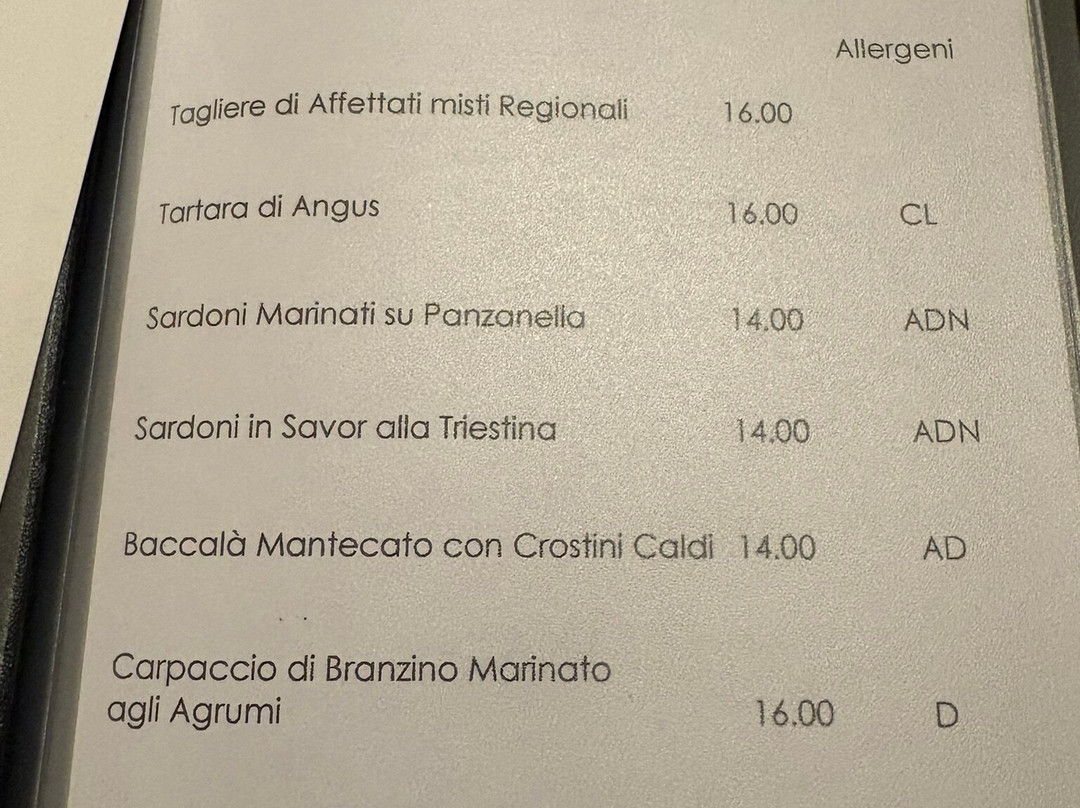 Allergeni
Tagliere di Affettati misti Regionali 16.00
Tartara di Angus 16.00 CL
Sardoni Marinati su Panzanella 14.00 ADN
Sardoni in Savor alla Triestina 14.00 ADN
Baccalà Mantecato con Crostini Caldi 14.00 AD
Carpaccio di Branzino Marinato
agli Agrumi 16.00 D